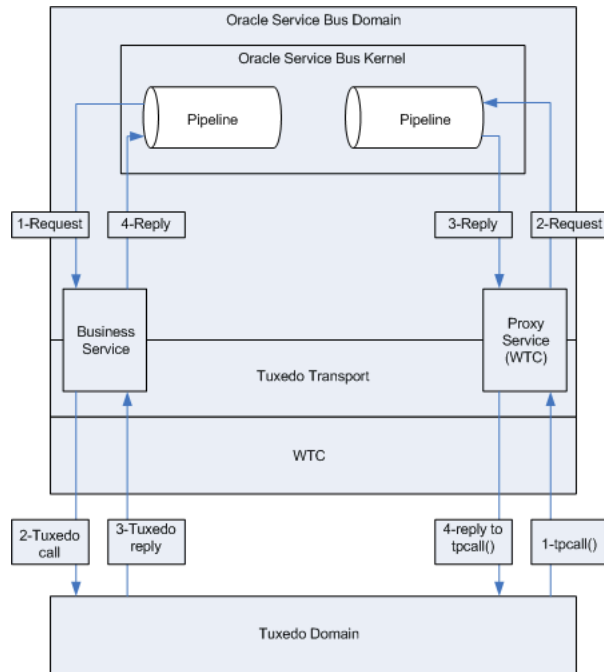 Oracle Service Bus Domain
Oracle Service Bus Kernel
Pipeline
Pipeline
1-Request
4-Reply
3-Reply
2-Request
Business
Service
Proxy
Service
(WTC)
Tuxedo Transport
WTC
2-Tuxedo
call
3-Tuxedo
reply
4-reply to
tpcall()
1-tpcall()
Tuxedo Domain